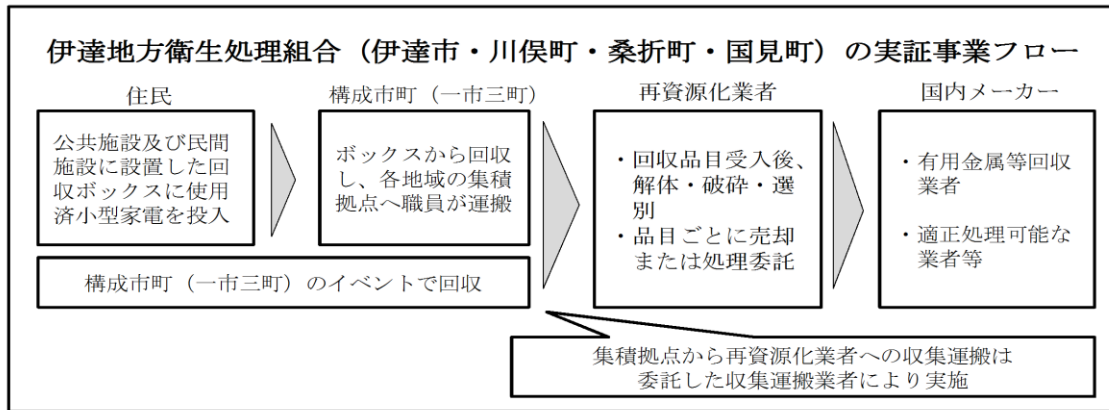 伊達地方衛生処理組合（伊達市・川俣町・桑折町・国見町）の実証事業フロー
住民
公共施設及び民間
施設に設置した回
収ボックスに使用
済小型家電を投入
構成市町（一市三町）
ボックスから回収
し、各地域の集積
拠点へ職員が運搬
構成市町（一市三町）のイベントで回収
再資源化業者
・回収品目受入後、
解体・破砕・選
別
・品目ごとに売却
または処理委託
国内メーカー
・有用金属等回収
業者
・適正処理可能な
業者等
集積拠点から再資源化業者への収集運搬は
委託した収集運搬業者により実施